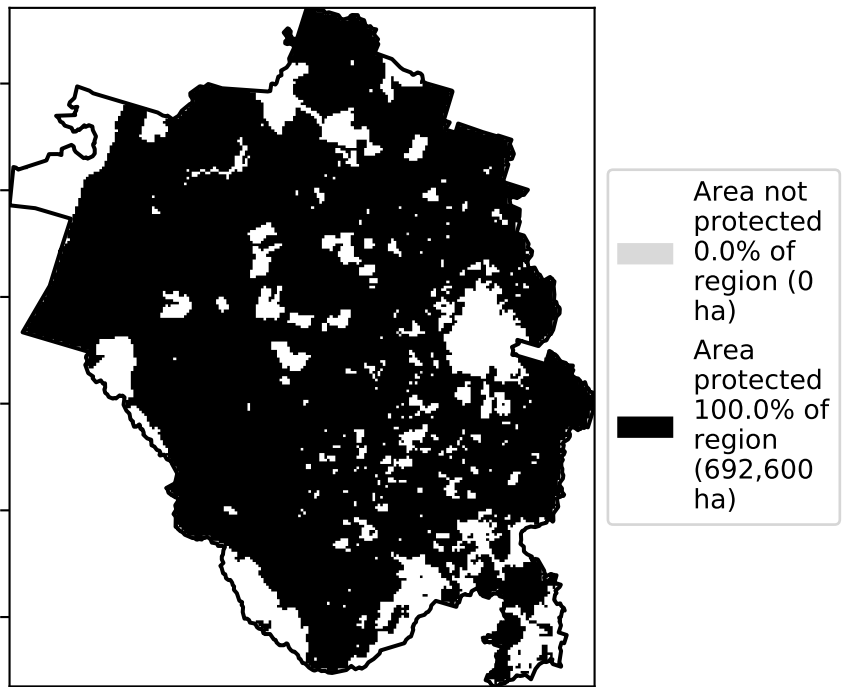 Area not
protected
0.0% of
region (0
ha)
Area
protected
100.0% of
region
(692,600
ha)